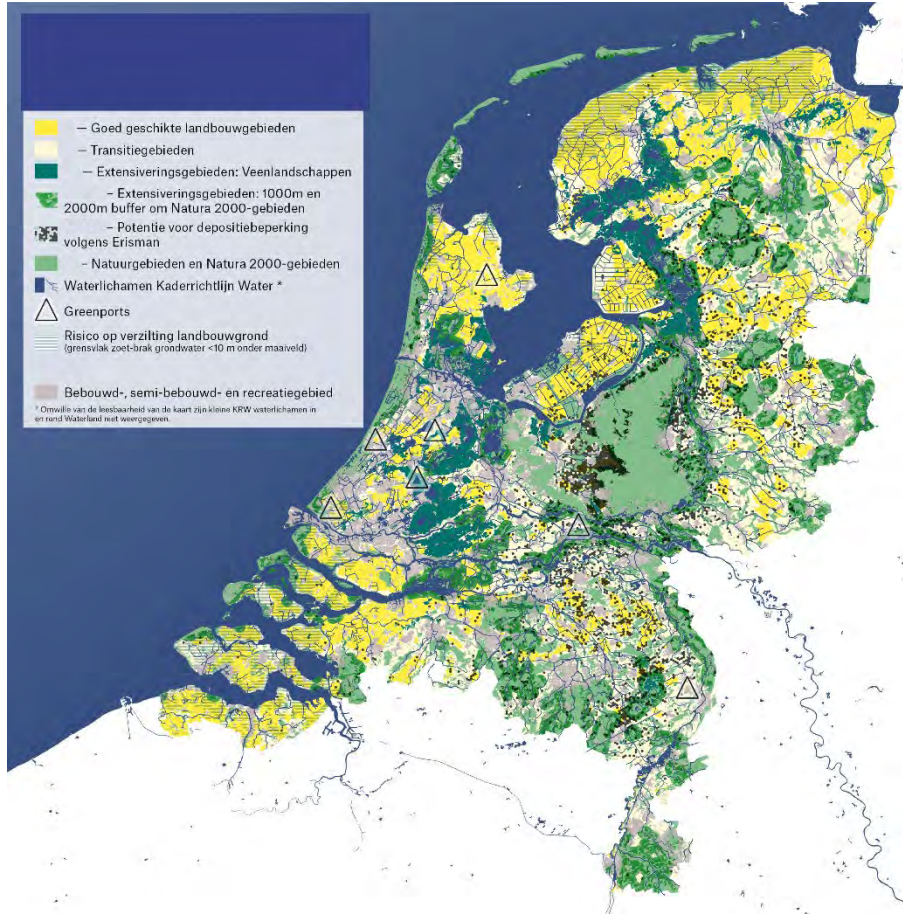 — Goed geschikte landbouwgebieden
— Transitiegebieden
— Extensiveringsgebieden: Veenlandschappen
– Extensiveringsgebieden: 1000m en
2000m buffer om Natura 2000-gebieden
– Potentie voor depositiebeperking
volgens Erisman
– Natuurgebieden en Natura 2000-gebieden
Waterlichamen Kaderrichtlijn Water *
Greenports
Risico op verzilting landbouwgrond
(grensvlak zoet-brak grondwater <10 m onder maaiveld)
Bebouwd-, semi-bebouwd- en recreatiegebied
* Omwille van de leesbaarheid van de kaart zijn kleine KRW waterlichamen in
en rond Waterland niet weergegeven.